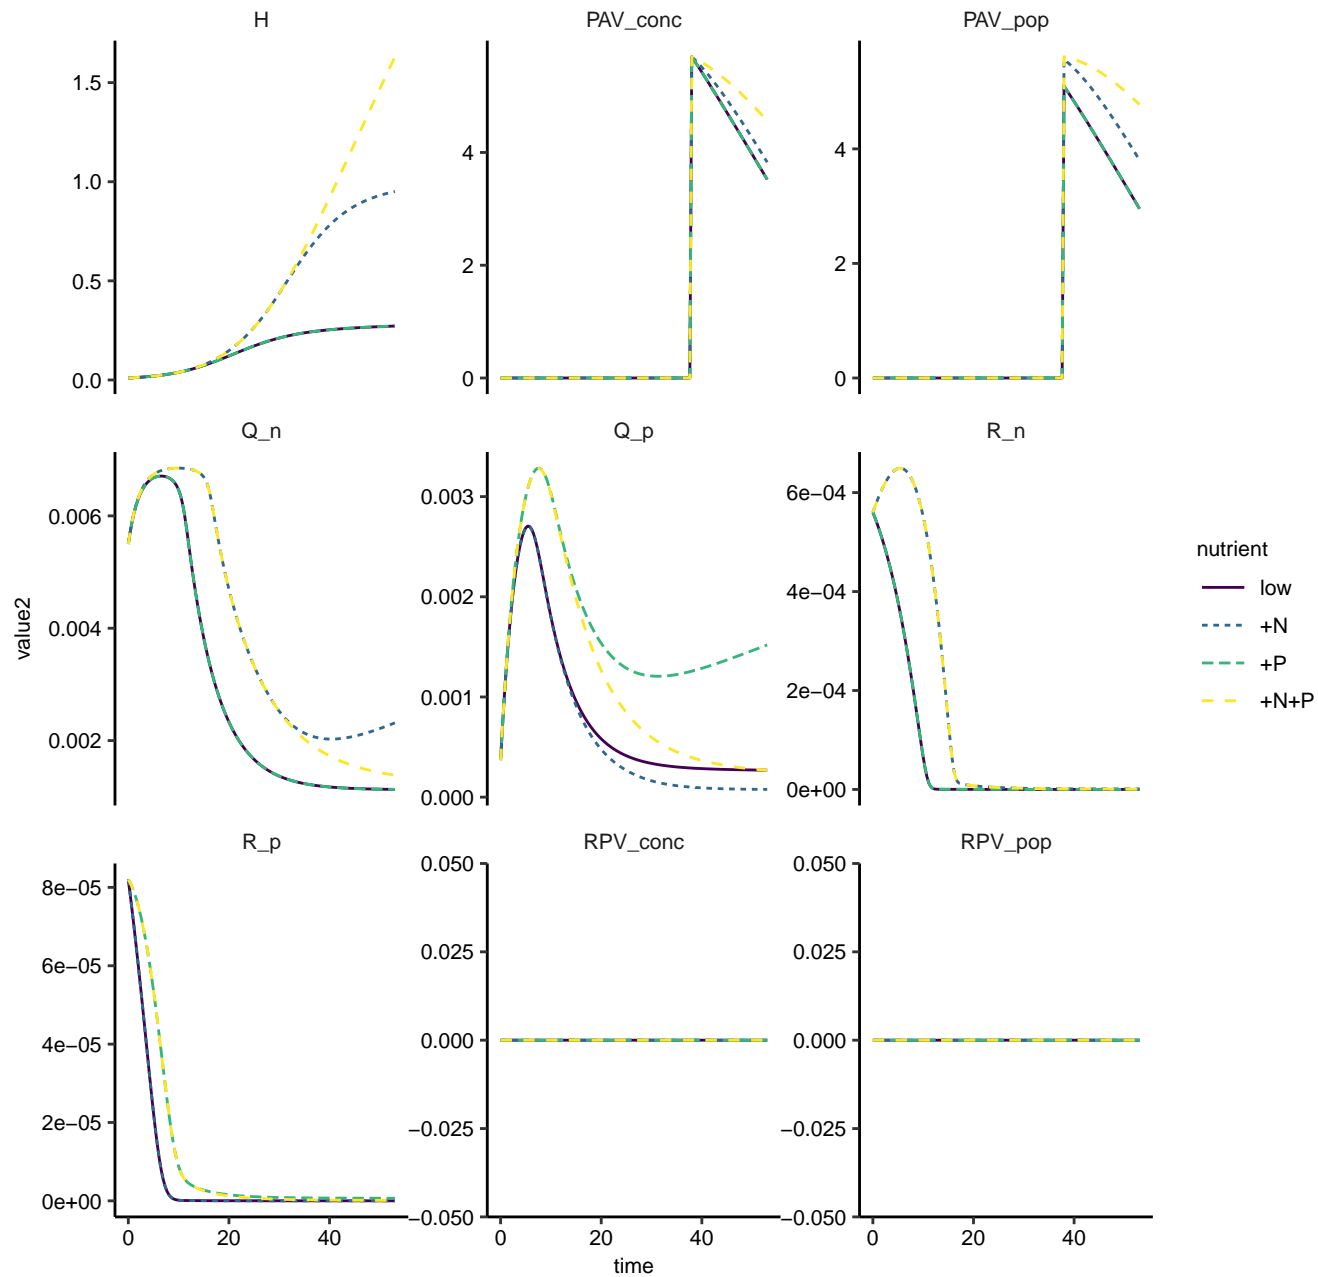 H
PAV_conc
PAV_pop
1.5
1.0
0.5
0.0
4
2
0
4
2
0
Q_n
Q_p
R_n
value2
0.006
0.004
0.002
0.003
0.002
0.001
0.000
6e−04
4e−04
2e−04
0e+00
nutrient
low
+N
+P
+N+P
R_p
RPV_conc
RPV_pop
8e−05
6e−05
4e−05
2e−05
0e+00
0.050
0.025
0.000
−0.025
−0.050
0.050
0.025
0.000
−0.025
−0.050
0 20 40
0 20 40
0 20 40
time